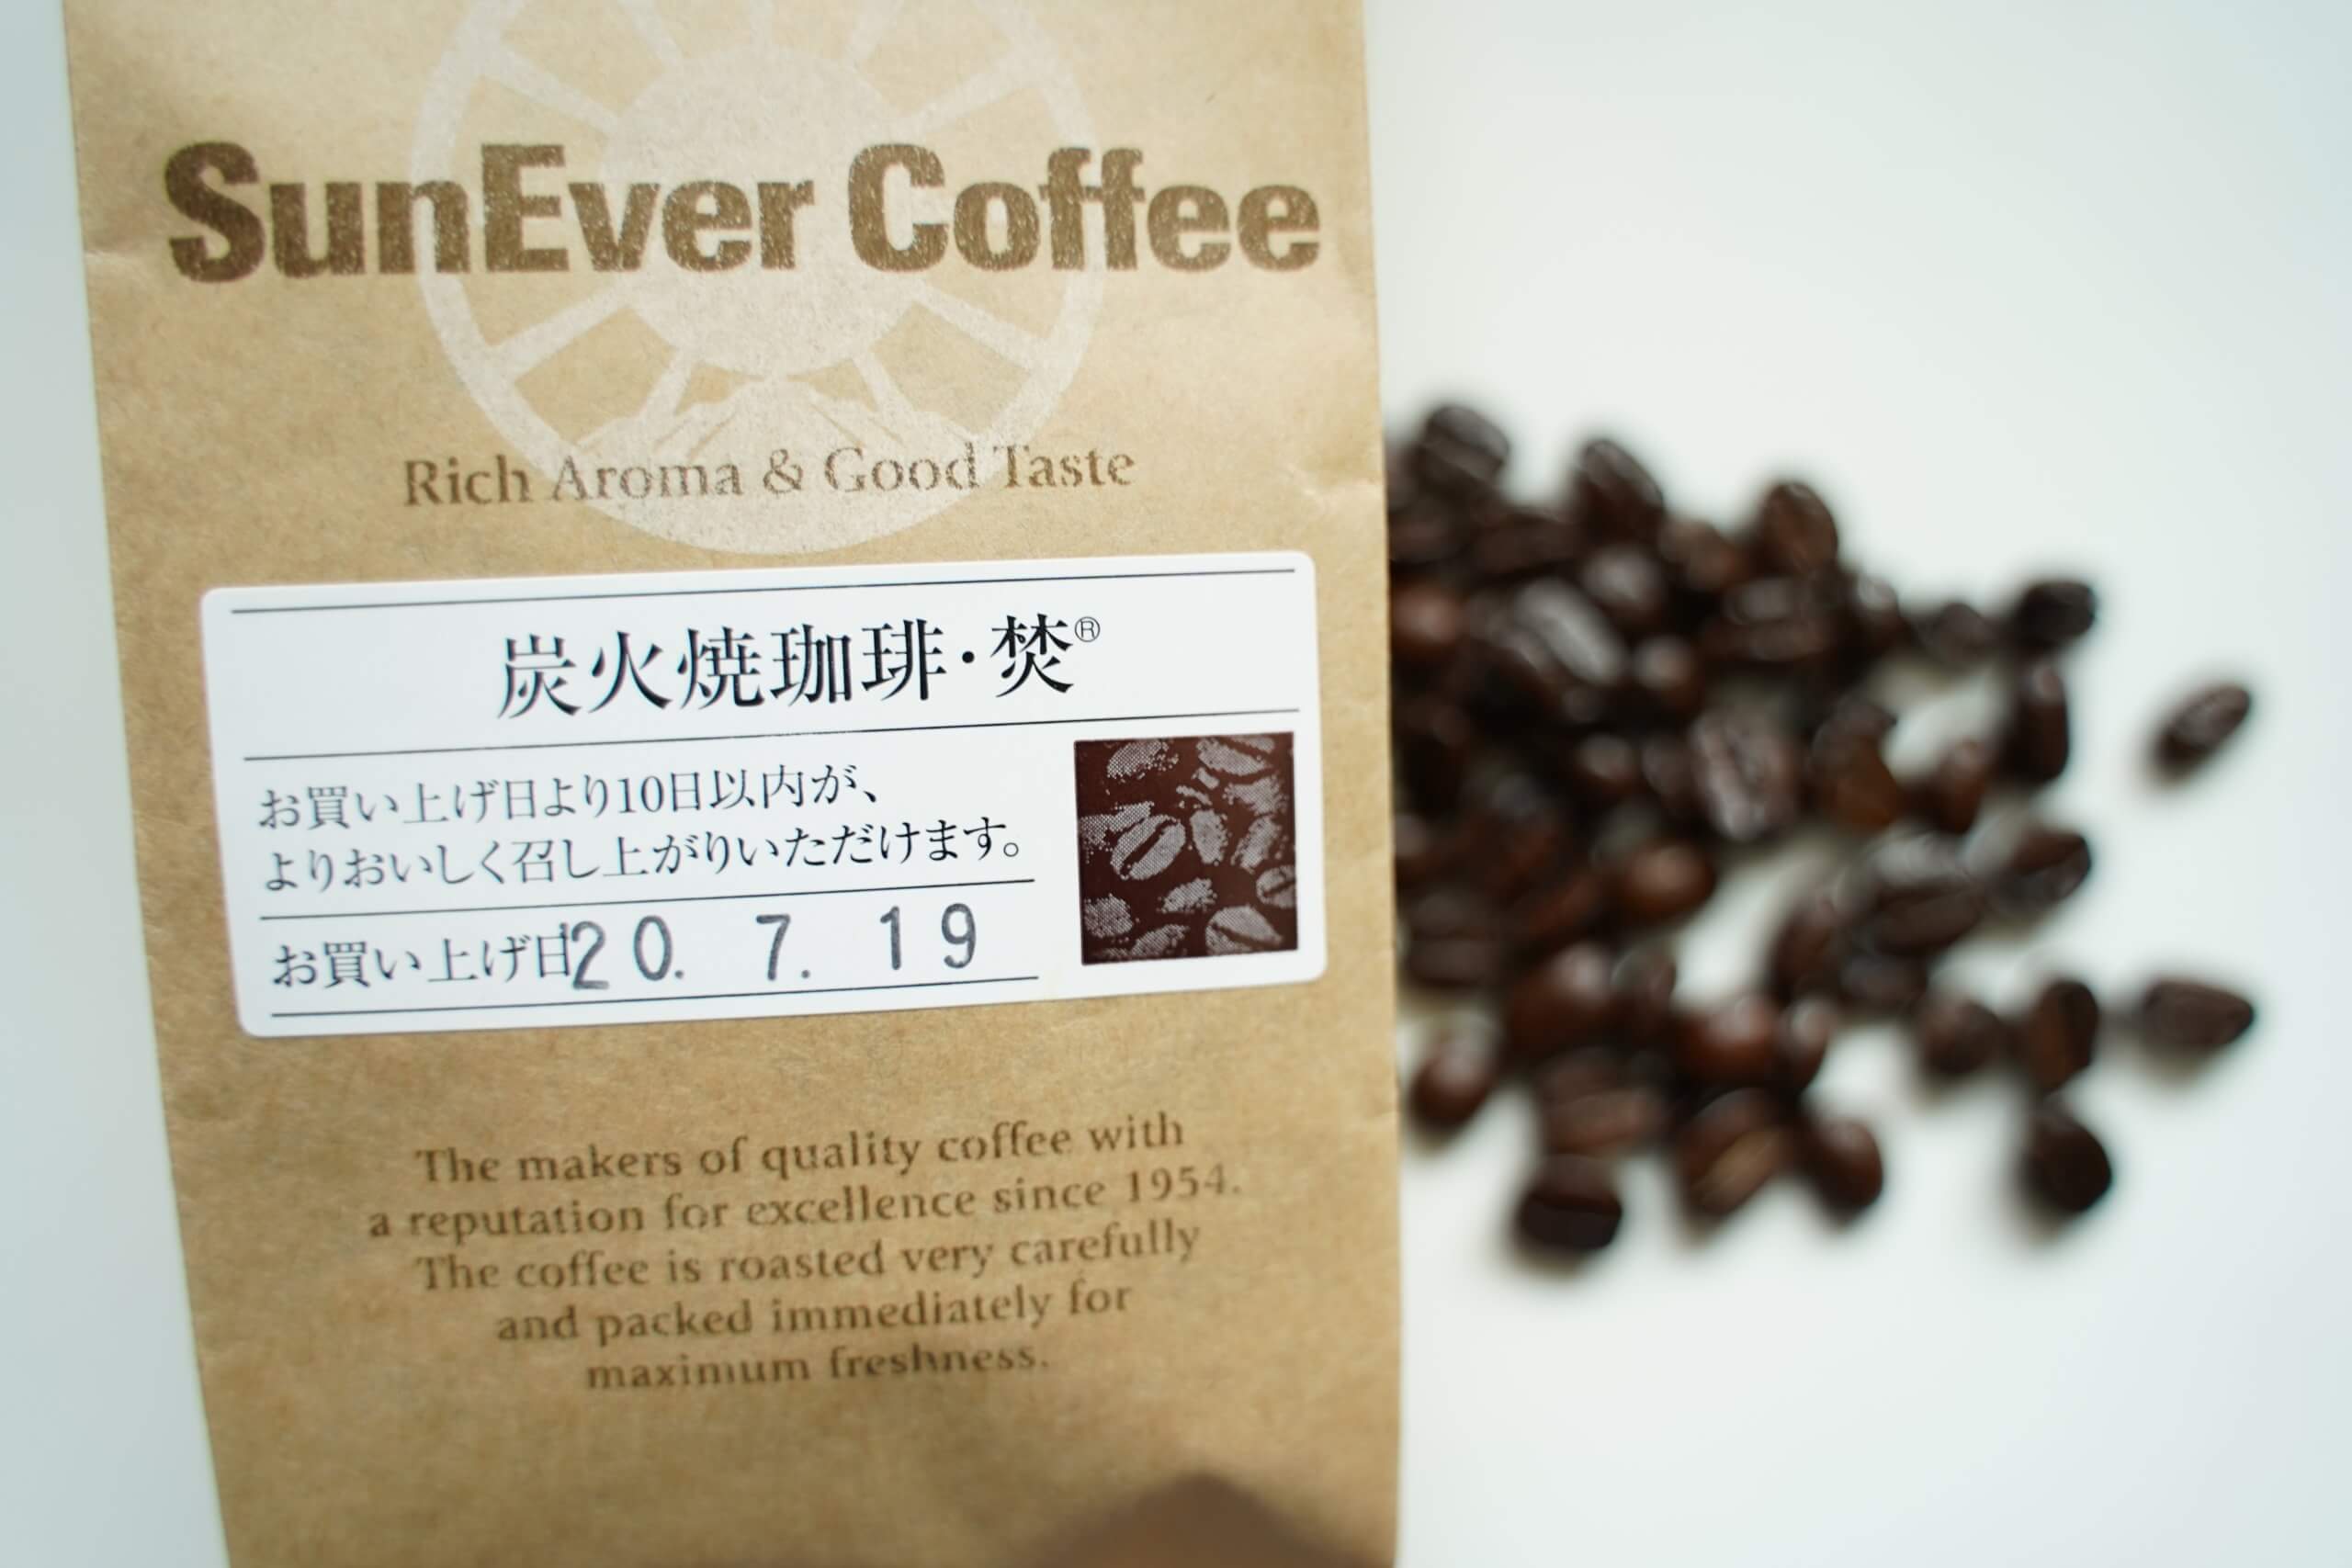 SunEver Coffee
Rich Aroma & Good Taste
炭火焼珈琲・焚®
お買い上げ日より10日以内が、
よりおいしく召し上がりいただけます。
お買い上げ日20. 7. 19
The makers of quality coffee with
a reputation for excellence since 1954.
The coffee is roasted very carefully
and packed immediately for
maximum freshness.